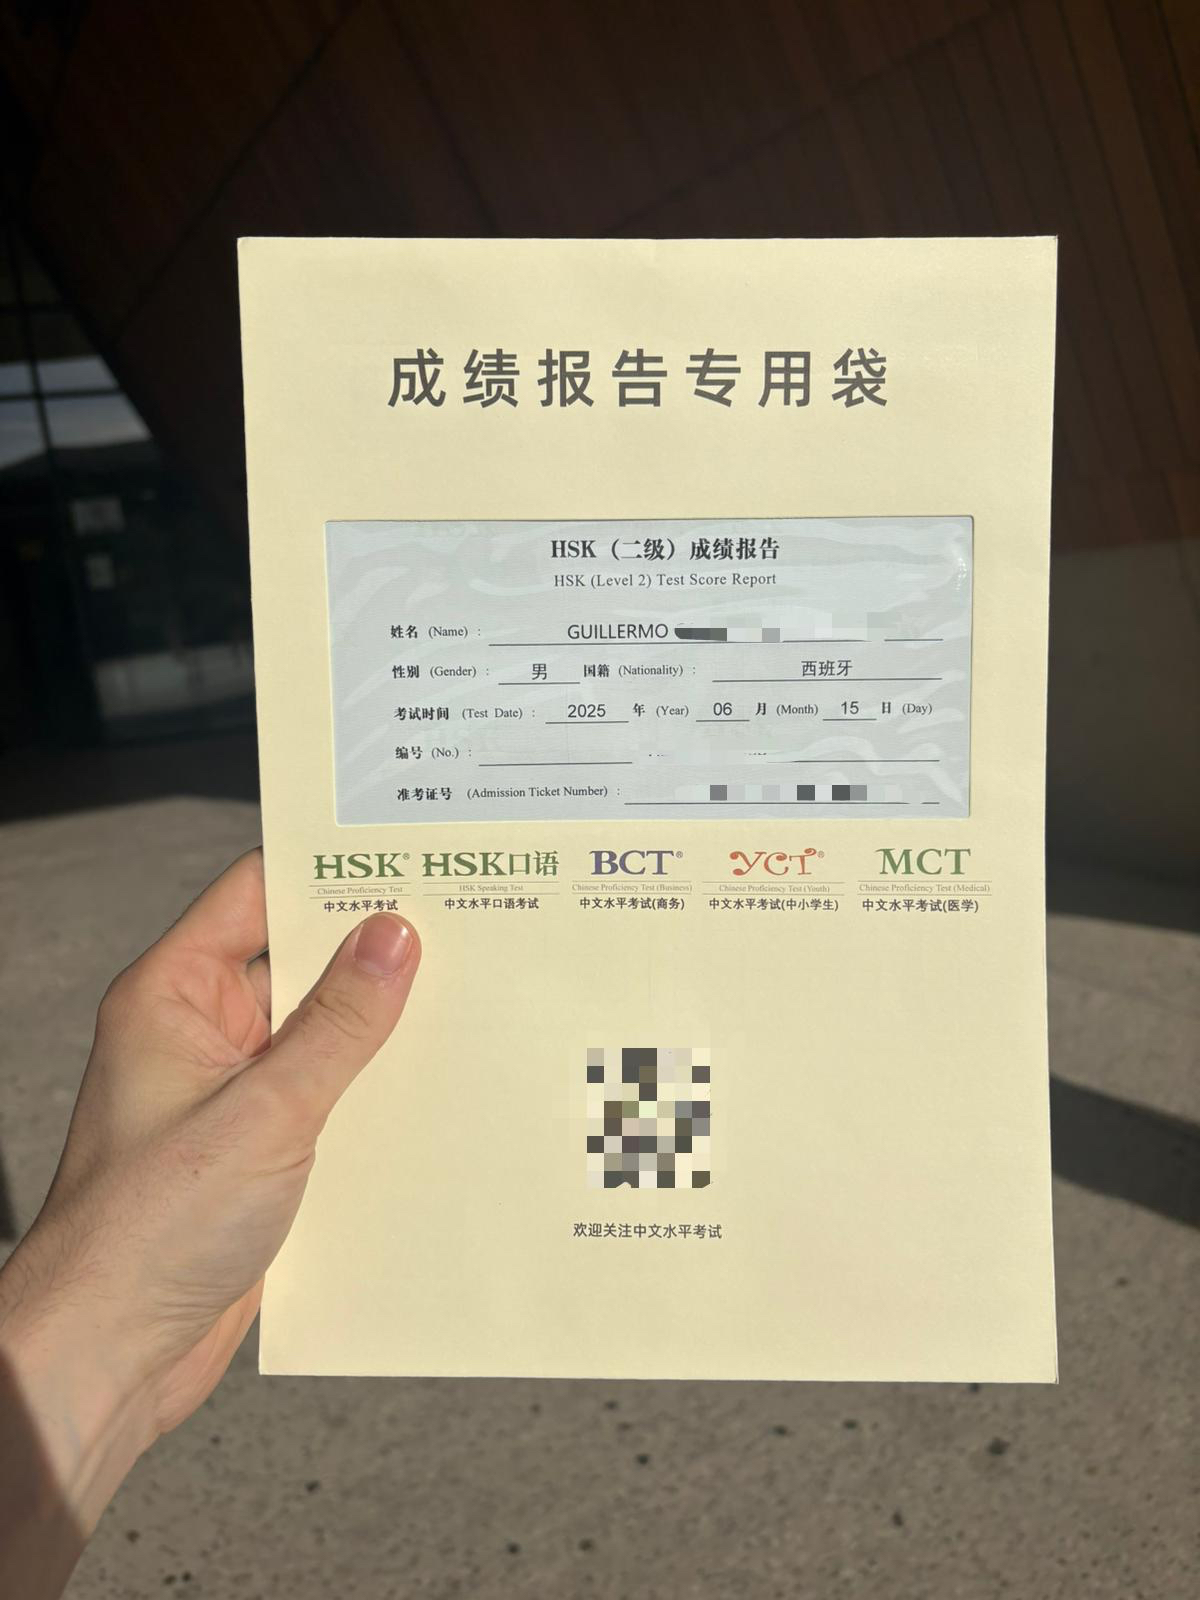 成绩报告专用袋
HSK（二级）成绩报告
HSK (Level 2) Test Score Report
姓名 (Name) : GUILLERMO
性别 (Gender) : 男 国籍 (Nationality) : 西班牙
考试时间 (Test Date) : 2025 年 (Year) 06 月 (Month) 15 日 (Day)
编号 (No.) :
准考证号 (Admission Ticket Number) :
HSK® HSK口语 BCT® YCT® MCT
Chinese Proficiency Test HSK Speaking Test Chinese Proficiency Test (Business) Chinese Proficiency Test (Youth) Chinese Proficiency Test (Medical)
中文水平考试 中文水平口语考试 中文水平考试(商务) 中文水平考试(中小学生) 中文水平考试(医学)
欢迎关注中文水平考试